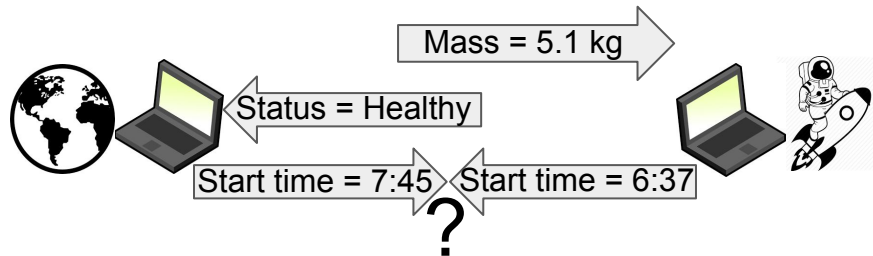 Mass = 5.1 kg
Status = Healthy
Start time = 7:45
Start time = 6:37
?